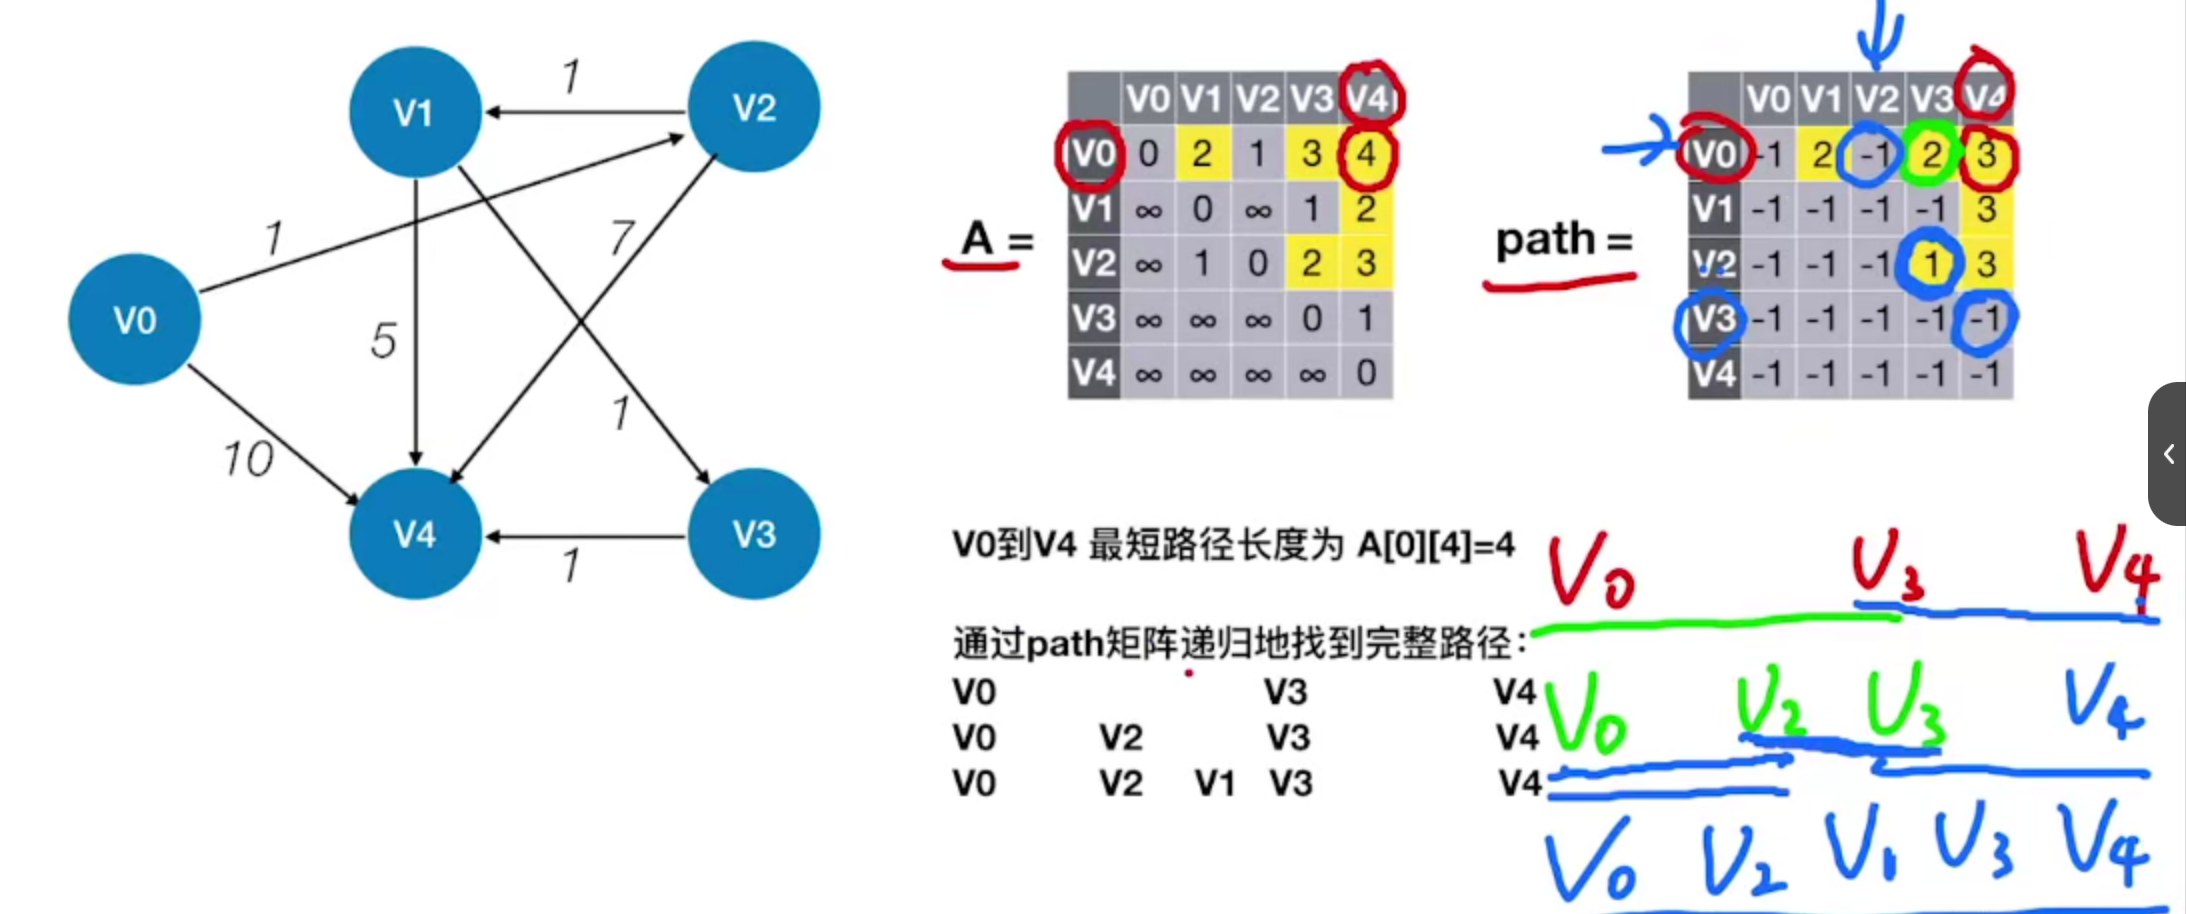 V1
V2
V0
V4
V3
1
1
7
5
1
10
1
A =
V0 V1 V2 V3 V4
V0 0 2 1 3 4
V1 ∞ 0 ∞ 1 2
V2 ∞ 1 0 2 3
V3 ∞ ∞ ∞ 0 1
V4 ∞ ∞ ∞ ∞ 0
path =
V0 V1 V2 V3 V4
V0 -1 2 -1 2 3
V1 -1 -1 -1 -1 3
V2 -1 -1 -1 1 3
V3 -1 -1 -1 -1 -1
V4 -1 -1 -1 -1 -1
V0到V4 最短路径长度为 A[0][4]=4
通过path矩阵递归地找到完整路径：
V0 V3 V4
V0 V2 V3 V4
V0 V2 V1 V3 V4
V0 V3 V4
V0 V2 V3 V4
V0 V2 V1 V3 V4